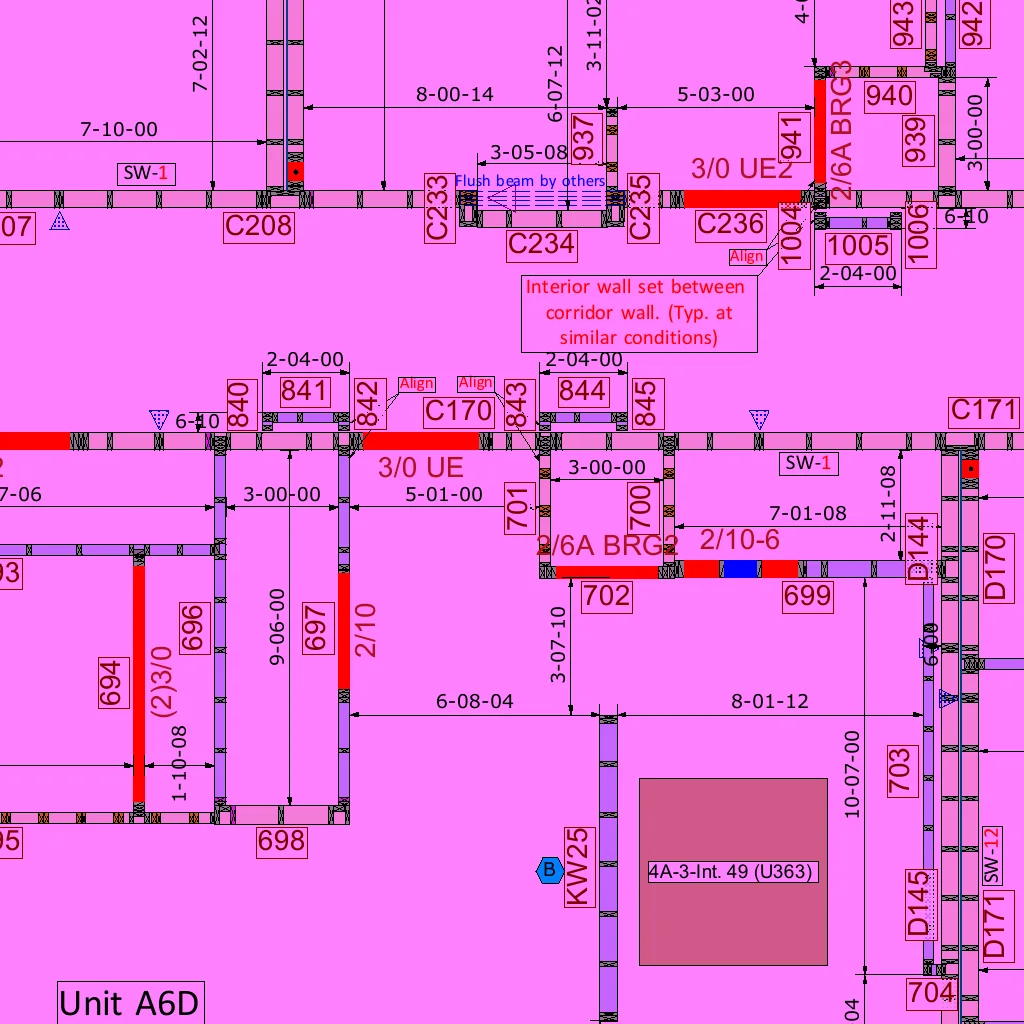 7-02-12
3-11-02
6-07-12
943
942
8-00-14
5-03-00
2/6A BRG3
940
7-10-00
937
941
939
3-00-00
3-05-08
3/0 UE2
SW-1
Flush beam by others
07
C208
C233
C234
C235
C236
1004
1005
1006
6-10
Align
2-04-00
Interior wall set between
corridor wall. (Typ. at
similar conditions)
2-04-00
2-04-00
840
841
842
Align
Align
843
844
845
C170
C171
6-10
2
3/0 UE
3-00-00
SW-1
7-06
3-00-00
5-01-00
701
700
7-01-08
2-11-08
D144
D170
2/6A BRG2
2/10-6
93
702
699
696
9-06-00
697
2/10
3-07-10
6-00
694
(2)3/0
6-08-04
8-01-12
1-10-08
10-07-00
703
95
698
KW25
B
4A-3-Int. 49 (U363)
SW-12
D145
D171
704
04
Unit A6D